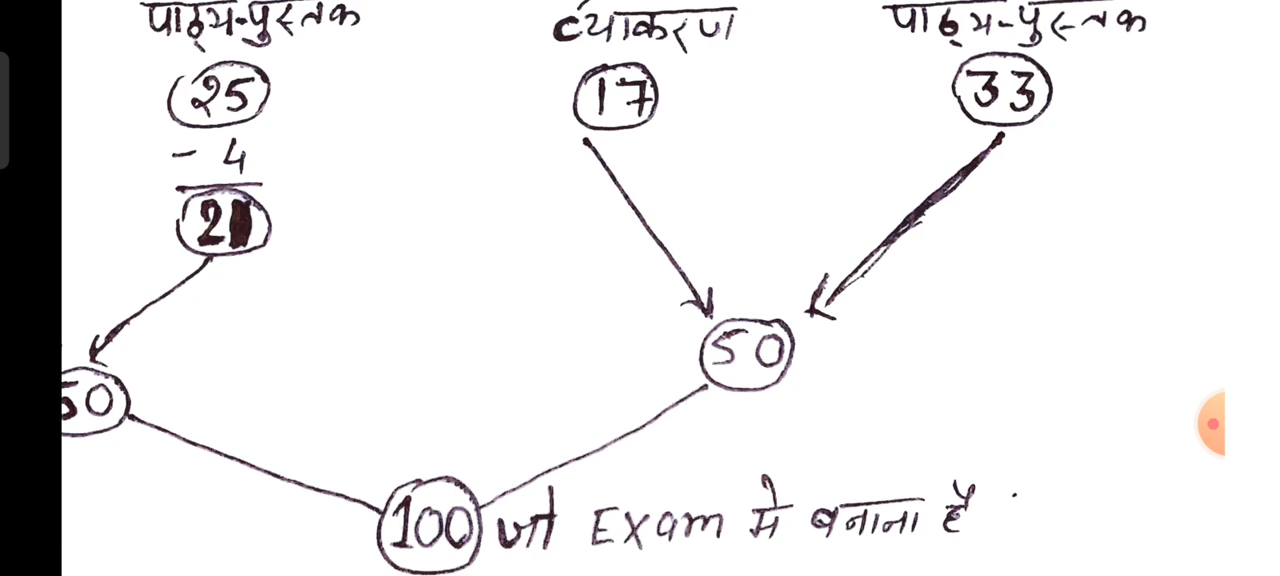 पाठ्य-पुस्तक व्याकरण पाठ्य-पुस्तक
25 17 33
- 4
21
50
50
100 जो Exam मे बनाना है